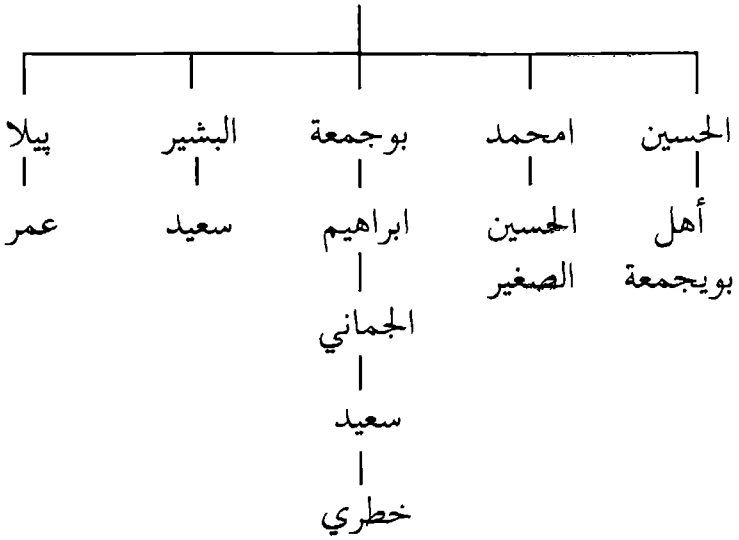 الحسين امحمد بوجمعة البشير پيلا
أهل الحسين ابراهيم سعيد عمر
بويجمعة الصغير
الجماني
سعيد
خطري